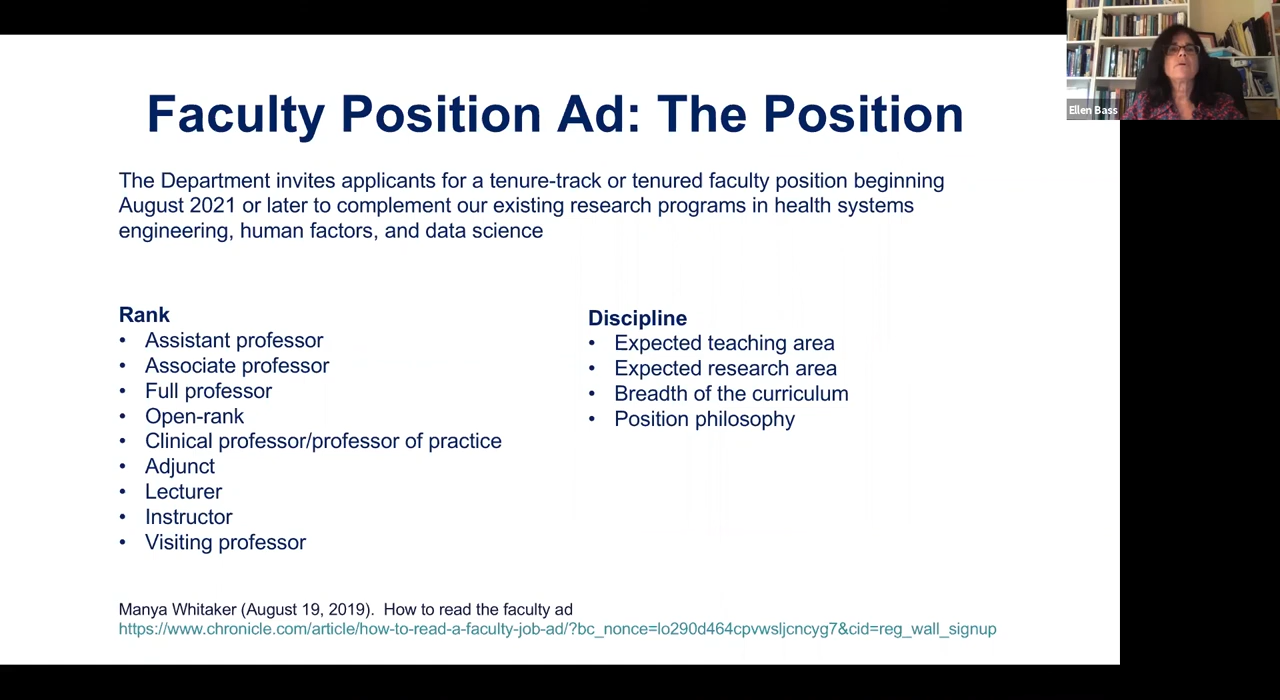 Ellen Bass
Faculty Position Ad: The Position
The Department invites applicants for a tenure-track or tenured faculty position beginning
August 2021 or later to complement our existing research programs in health systems
engineering, human factors, and data science
Rank
• Assistant professor
• Associate professor
• Full professor
• Open-rank
• Clinical professor/professor of practice
• Adjunct
• Lecturer
• Instructor
• Visiting professor
Discipline
• Expected teaching area
• Expected research area
• Breadth of the curriculum
• Position philosophy
Manya Whitaker (August 19, 2019).  How to read the faculty ad
https://www.chronicle.com/article/how-to-read-a-faculty-job-ad/?bc_nonce=lo290d464cpvwsljcncyg7&cid=reg_wall_signup